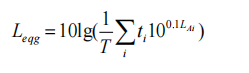 L_{eqg} = 10lg(\frac{1}{T}\sum_{i} t_i 10^{0.1L_{Ai}})